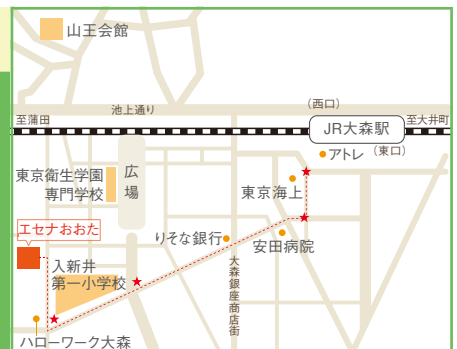 山王会館
池上通り
(西口)
至蒲田
JR大森駅
至大井町
アトレ
(東口)
東京衛生学園
専門学校
広場
東京海上
エセナおおた
りそな銀行
安田病院
入新井
第一小学校
大森銀座商店街
ハローワーク大森